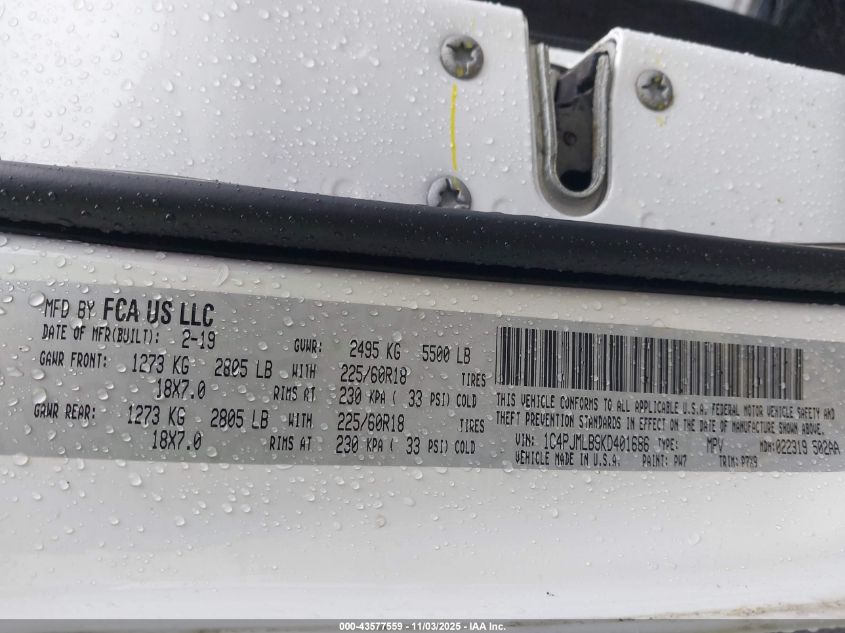 MFD BY FCA US LLC
DATE OF MFR(BUILT): 2-19 GVWR: 2495 KG 5500 LB
GAWR FRONT: 1273 KG 2805 LB WITH 225/60R18 TIRES
18X7.0 RIMS AT 230 KPA ( 33 PSI) COLD
GAWR REAR: 1273 KG 2805 LB WITH 225/60R18 TIRES
18X7.0 RIMS AT 230 KPA ( 33 PSI) COLD
THIS VEHICLE CONFORMS TO ALL APPLICABLE U.S.A. FEDERAL MOTOR VEHICLE SAFETY AND
THEFT PREVENTION STANDARDS IN EFFECT ON THE DATE OF MANUFACTURE SHOWN ABOVE.
VIN: 1C4PJMLB9KD401686 TYPE: MPV MDH:022319 502AA
VEHICLE MADE IN U.S.A. PAINT: PW7 TRIM: P7X9
000-43577559 - 11/03/2025 - IAA Inc.